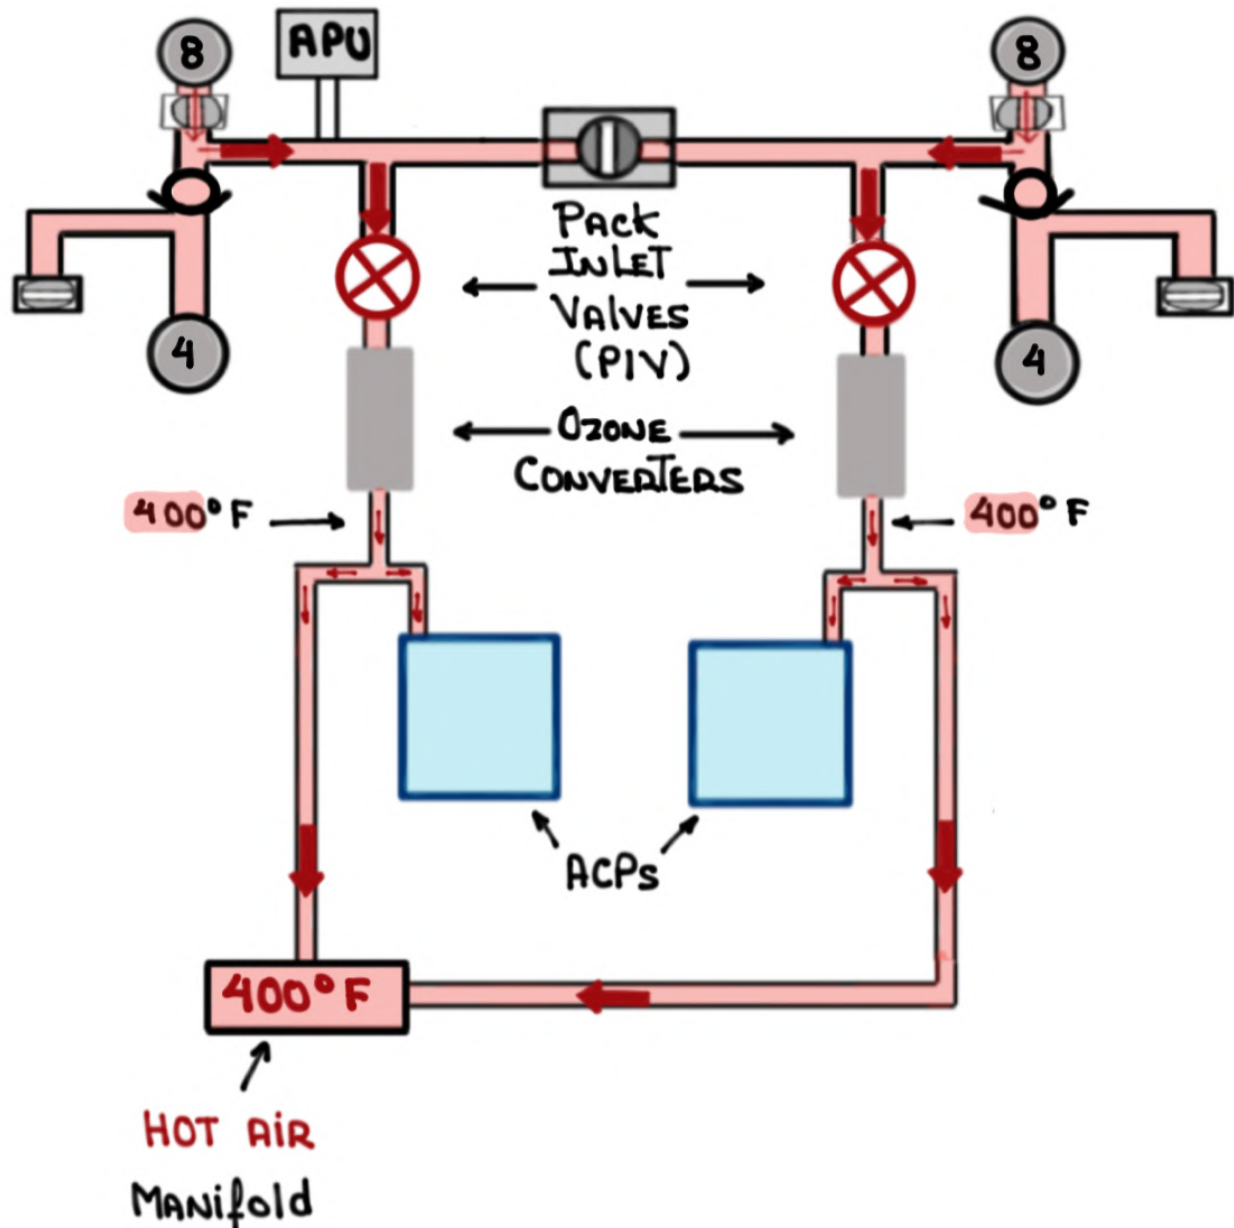 8
APU
8
PACK
INLET
VALVES
(PIV)
4
4
OZONE
CONVERTERS
400°F
400°F
ACPs
400°F
HOT AiR
MANifold